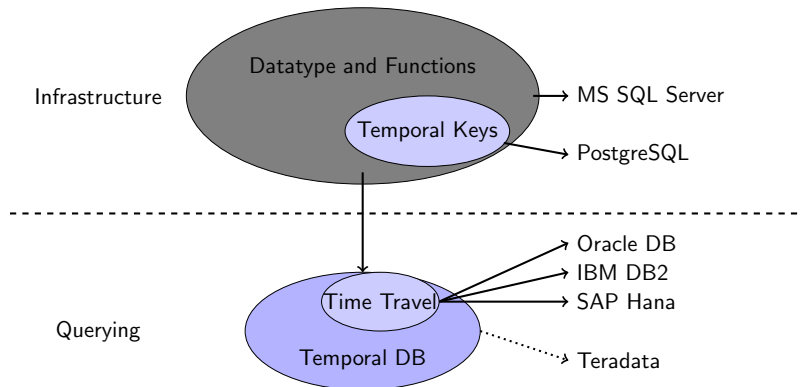 Datatype and Functions
Infrastructure
MS SQL Server
Temporal Keys
PostgreSQL
Oracle DB
IBM DB2
Time Travel
SAP Hana
Querying
Temporal DB
Teradata